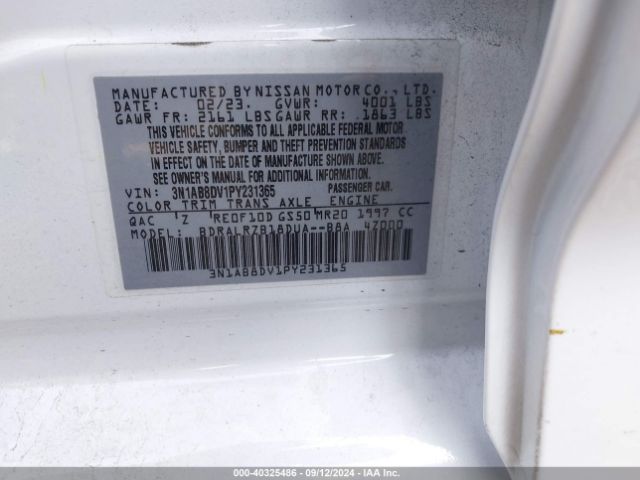 MANUFACTURED BY NISSAN MOTOR CO., LTD.
DATE: 02/23. GVWR: 4001 LBS
GAWR FR: 2161 LBS GAWR RR: 1863 LBS
THIS VEHICLE CONFORMS TO ALL APPLICABLE FEDERAL MOTOR
VEHICLE SAFETY, BUMPER AND THEFT PREVENTION STANDARDS
IN EFFECT ON THE DATE OF MANUFACTURE SHOWN ABOVE.
SEE OWNER'S MANUAL FOR ADDITIONAL INFORMATION.
VIN: 3N1AB8DV1PY231365 PASSENGER CAR.
COLOR TRIM TRANS AXLE ENGINE
QAC Z RE0F10D GS50 MR20 1997 CC
MODEL: BDRALRZB18DUA--B8A 4Z000
3N1AB8DV1PY231365
000-40325486 - 09/12/2024 - IAA Inc.